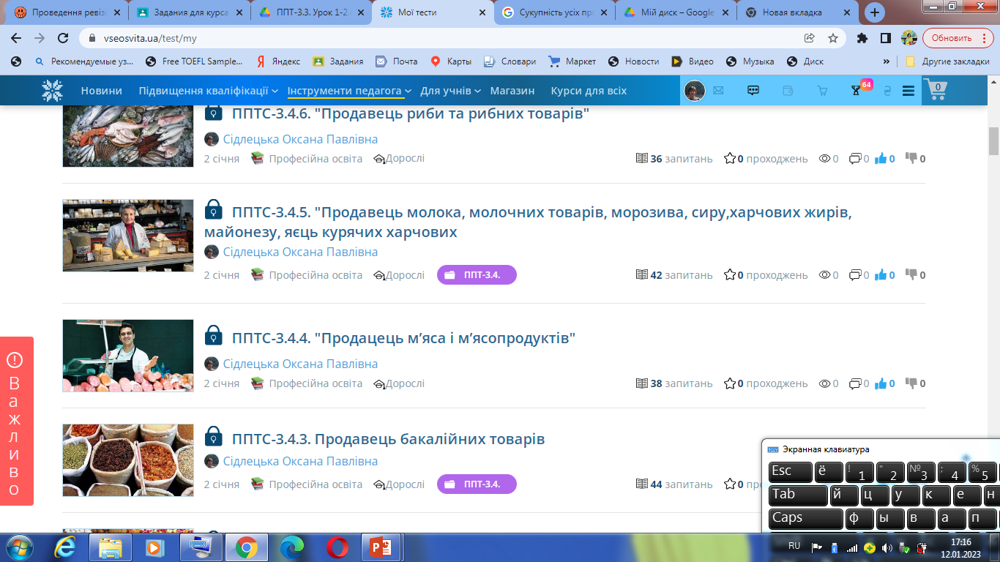 Проведення ревізі
Задания для курса
ППТ-3.3. Урок 1-2.
Мої тести
Сукупність усіх пр
Мій диск – Google
Новая вкладка
vseosvita.ua/test/my
Обновить
Рекомендуемые уз...
Free TOEFL Sample...
Яндекс
Задания
Почта
Карты
Словари
Маркет
Новости
Видео
Музыка
Диск
»
Другие закладки
Новини
Підвищення кваліфікації
Інструменти педагога
Для учнів
Магазин
Курси для всіх
64
₴
0
ППТС-3.4.6. "Продавець риби та рибних товарів"
Сідлецька Оксана Павлівна
2 січня Професійна освіта Дорослі 36 запитань 0 проходжень 0 0 0 0
ППТС-3.4.5. "Продавець молока, молочних товарів, морозива, сиру,харчових жирів,
майонезу, яєць курячих харчових
Сідлецька Оксана Павлівна
2 січня Професійна освіта Дорослі ППТ-3.4. 42 запитань 0 проходжень 0 0 0 0
ППТС-3.4.4. "Продацець м’яса і м’ясопродуктів"
Сідлецька Оксана Павлівна
2 січня Професійна освіта Дорослі 38 запитань 0 проходжень 0 0 0 0
ППТС-3.4.3. Продавець бакалійних товарів
Сідлецька Оксана Павлівна
2 січня Професійна освіта Дорослі ППТ-3.4. 44 запитань 0
Важливо
Экранная клавиатура
Esc ё ! 1 " 2 № 3 ; 4 % 5
Tab й ц у к е н
Caps ф ы в а п
RU
17:16
12.01.2023